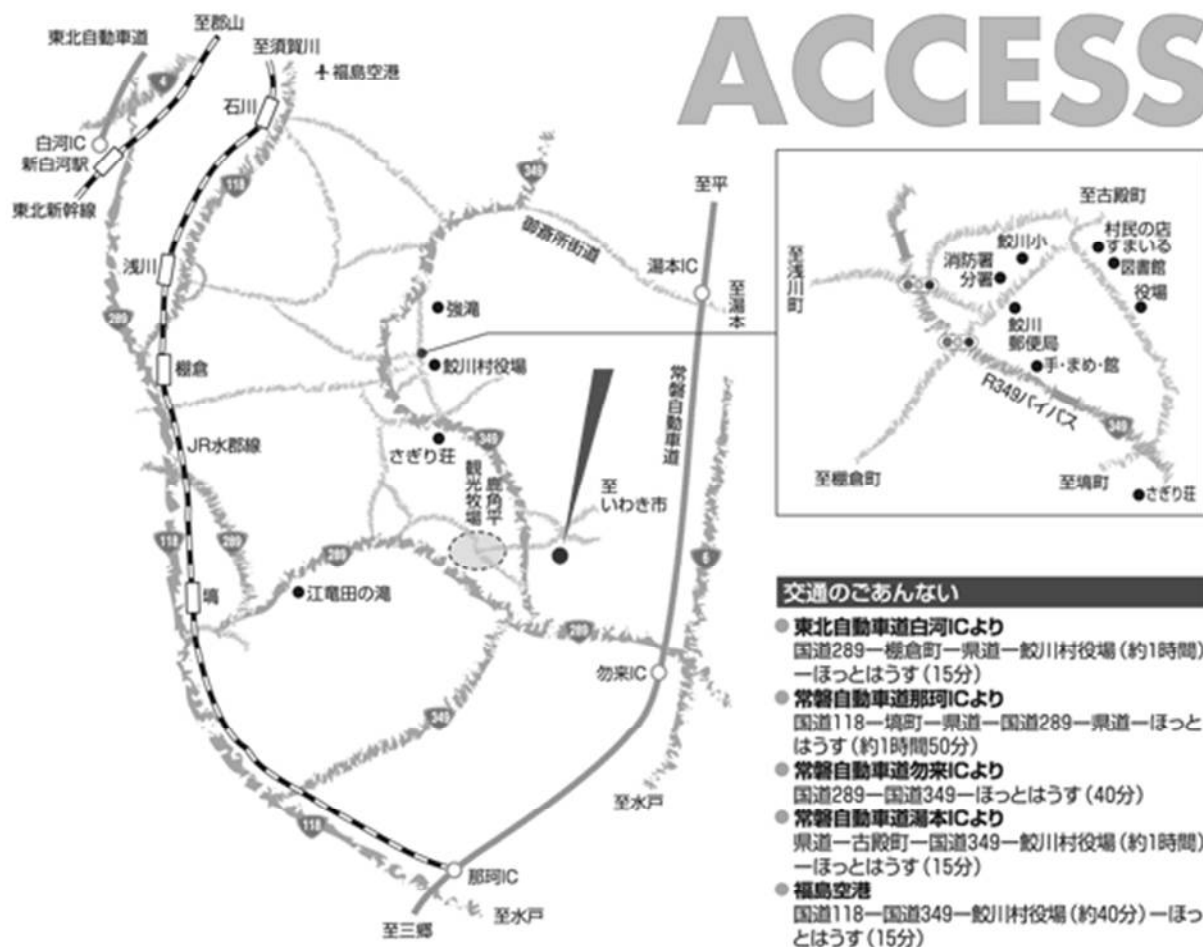 ACCESS
至郡山
東北自動車道
至須賀川
福島空港
4
石川
白河IC
新白河駅
東北新幹線
118
349
至平
御斎所街道
湯本IC
至湯本
浅川
289
強滝
棚倉
鮫川村役場
常磐自動車道
JR水郡線
さぎり荘
349
鹿角平
観光牧場
至
いわき市
118
289
289
6
江竜田の滝
塙
289
勿来IC
349
至水戸
118
那珂IC
至水戸
至三郷
至古殿町
村民の店
すまいる
鮫川小
消防署
分署
図書館
役場
至浅川町
鮫川
郵便局
手・まめ・館
R349バイパス
349
至棚倉町
至塙町
さぎり荘
交通のごあんない
東北自動車道白河ICより
国道289ー棚倉町ー県道ー鮫川村役場(約1時間)
ーほっとはうす(15分)
常磐自動車道那珂ICより
国道118ー塙町ー県道ー国道289ー県道ーほっと
はうす(約1時間50分)
常磐自動車道勿来ICより
国道289ー国道349ーほっとはうす(40分)
常磐自動車道湯本ICより
県道ー古殿町ー国道349ー鮫川村役場(約1時間)
ーほっとはうす(15分)
福島空港
国道118ー国道349ー鮫川村役場(約40分)ーほっ
とはうす(15分)